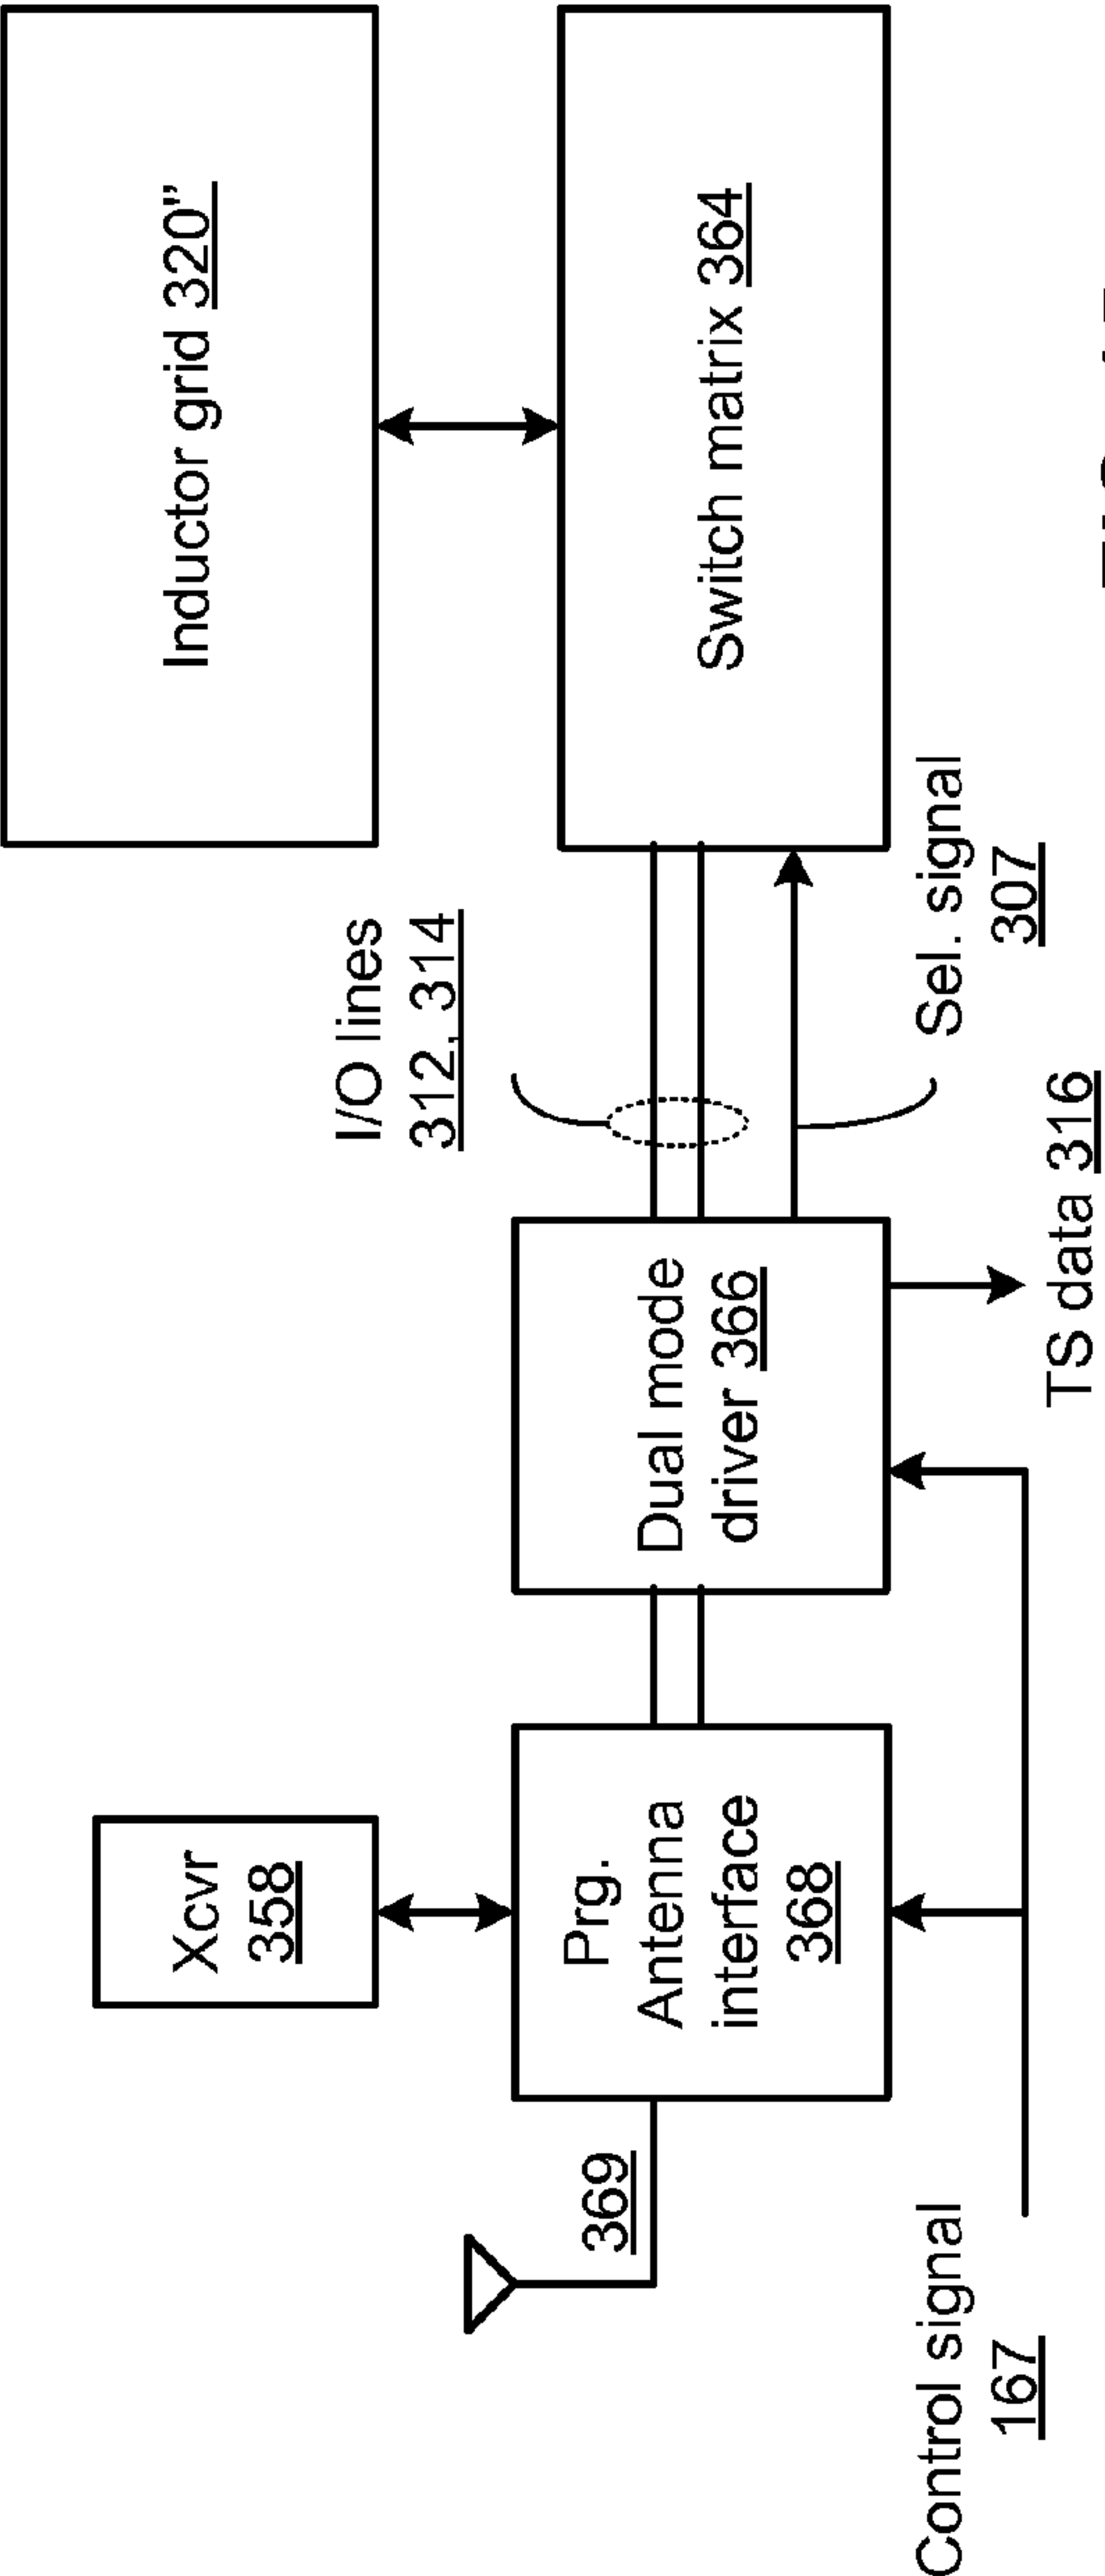 Inductor grid 320”
Xcvr
358
I/O lines
312, 314
Prg.
Antenna
interface
368
Dual mode
driver 366
Switch matrix 364
369
Control signal
167
Sel. signal
307
TS data 316